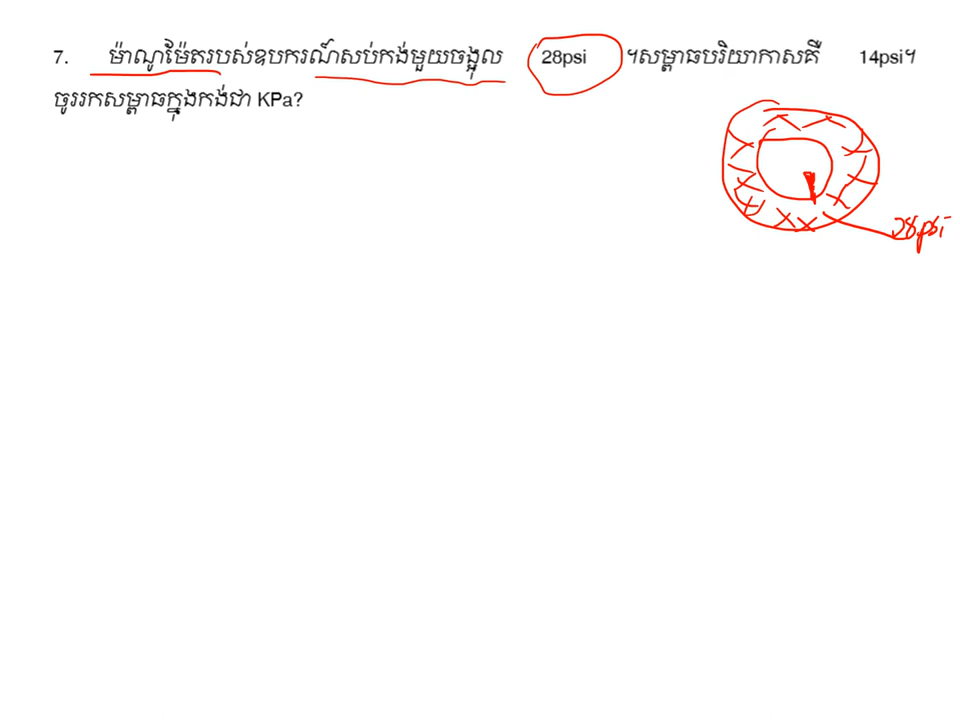 7. ម៉ាណូម៉ែតរបស់ឧបករណ៍សប់កង់មួយចង្អុល 28psi ។សម្ពាធបរិយាកាសគឺ 14psi។
ចូររកសម្ពាធក្នុងកង់ជា KPa?
28psi